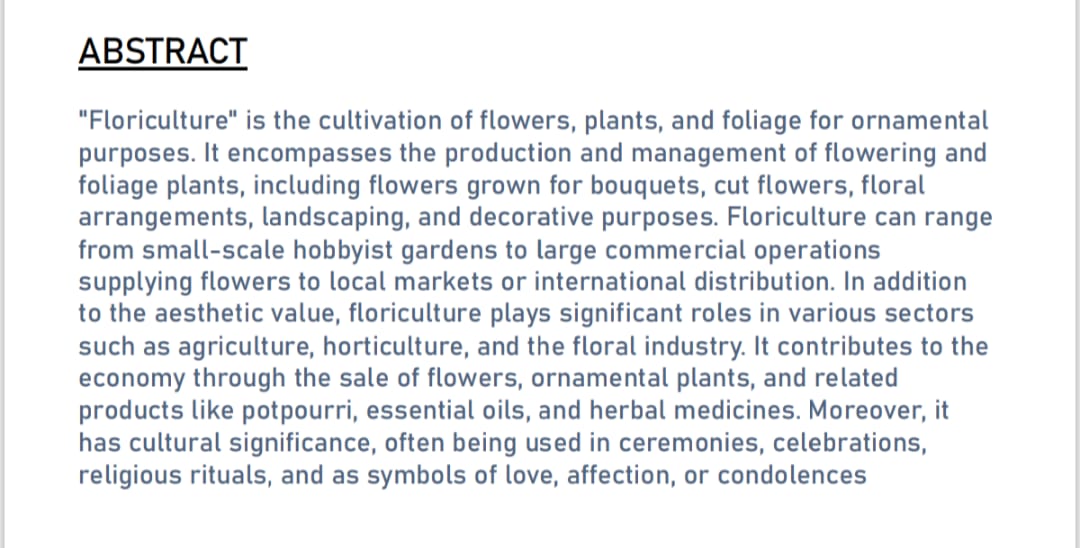 ABSTRACT
"Floriculture" is the cultivation of flowers, plants, and foliage for ornamental
purposes. It encompasses the production and management of flowering and
foliage plants, including flowers grown for bouquets, cut flowers, floral
arrangements, landscaping, and decorative purposes. Floriculture can range
from small-scale hobbyist gardens to large commercial operations
supplying flowers to local markets or international distribution. In addition
to the aesthetic value, floriculture plays significant roles in various sectors
such as agriculture, horticulture, and the floral industry. It contributes to the
economy through the sale of flowers, ornamental plants, and related
products like potpourri, essential oils, and herbal medicines. Moreover, it
has cultural significance, often being used in ceremonies, celebrations,
religious rituals, and as symbols of love, affection, or condolences